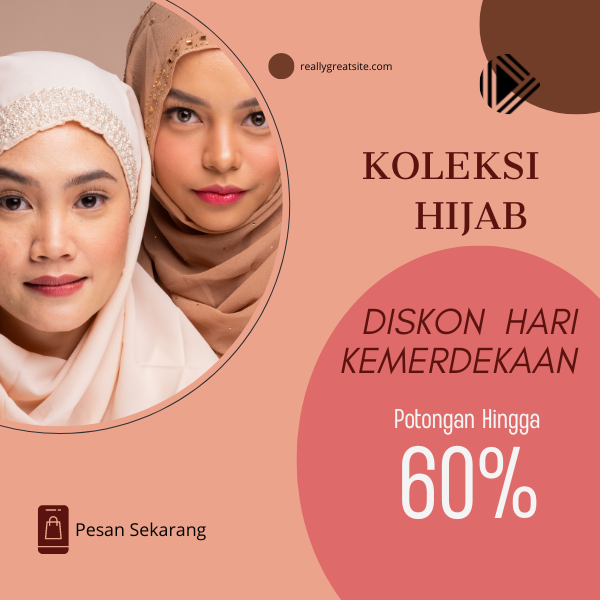 reallygreatsite.com
KOLEKSI
HIJAB
DISKON HARI
KEMERDEKAAN
Potongan Hingga
60%
Pesan Sekarang